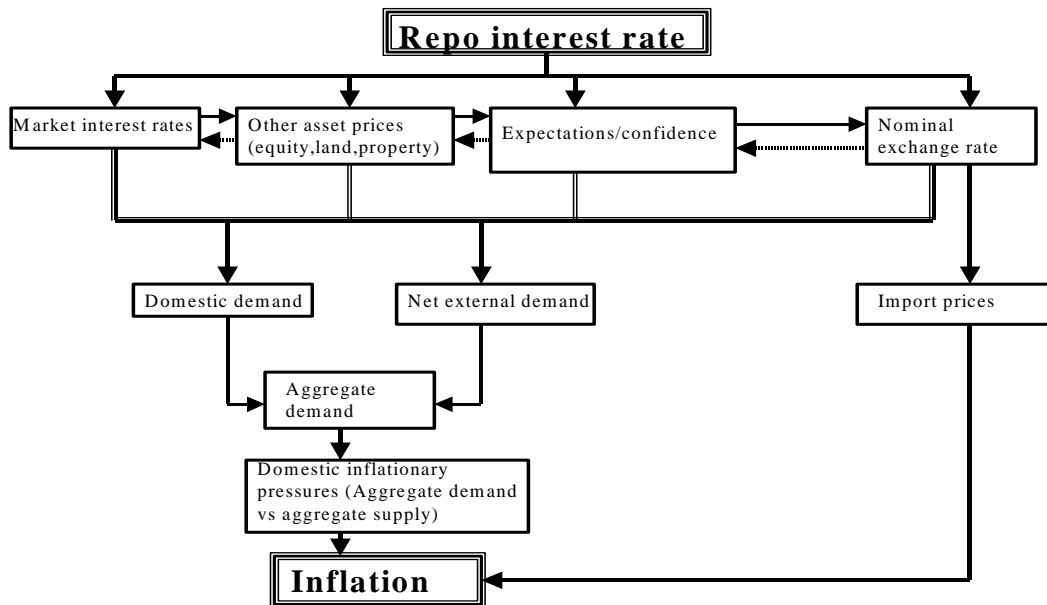 Repo interest rate
Market interest rates
Other asset prices
(equity,land,property)
Expectations/confidence
Nominal
exchange rate
Domestic demand
Net external demand
Import prices
Aggregate
demand
Domestic inflationary
pressures (Aggregate demand
vs aggregate supply)
Inflation